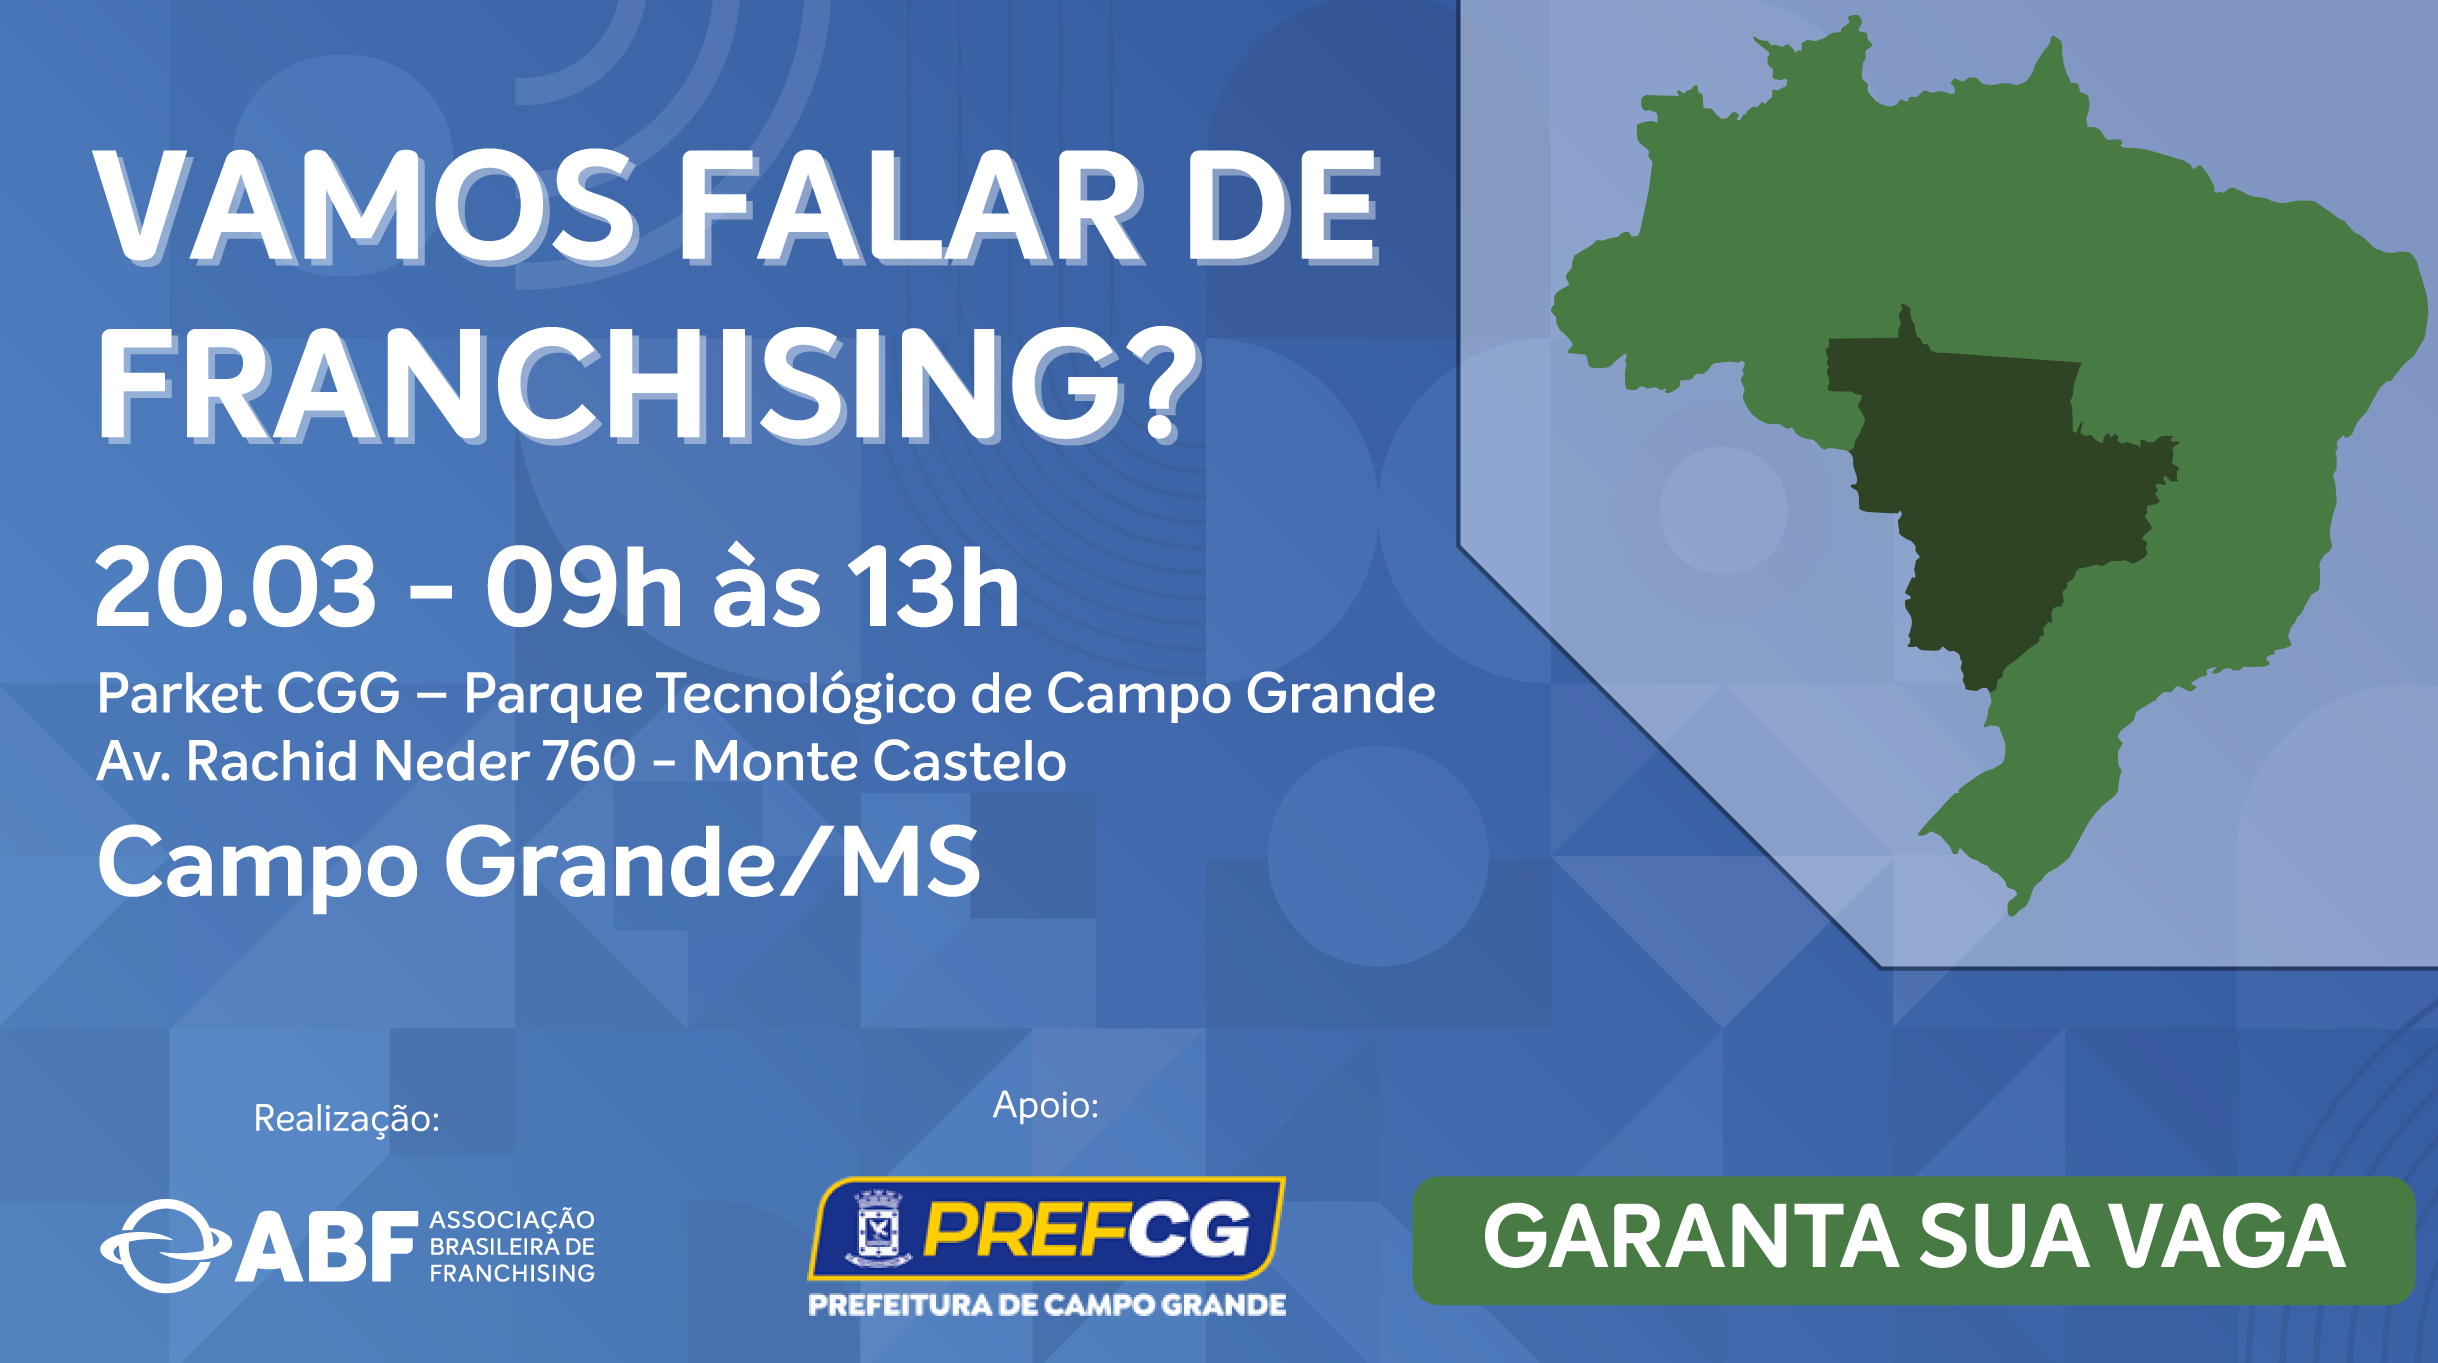 VAMOS FALAR DE
FRANCHISING?
20.03 - 09h às 13h
Parket CGG – Parque Tecnológico de Campo Grande
Av. Rachid Neder 760 - Monte Castelo
Campo Grande/MS
Realização:
Apoio:
ABF ASSOCIAÇÃO
BRASILEIRA DE
FRANCHISING
PREFCG
PREFEITURA DE CAMPO GRANDE
GARANTA SUA VAGA